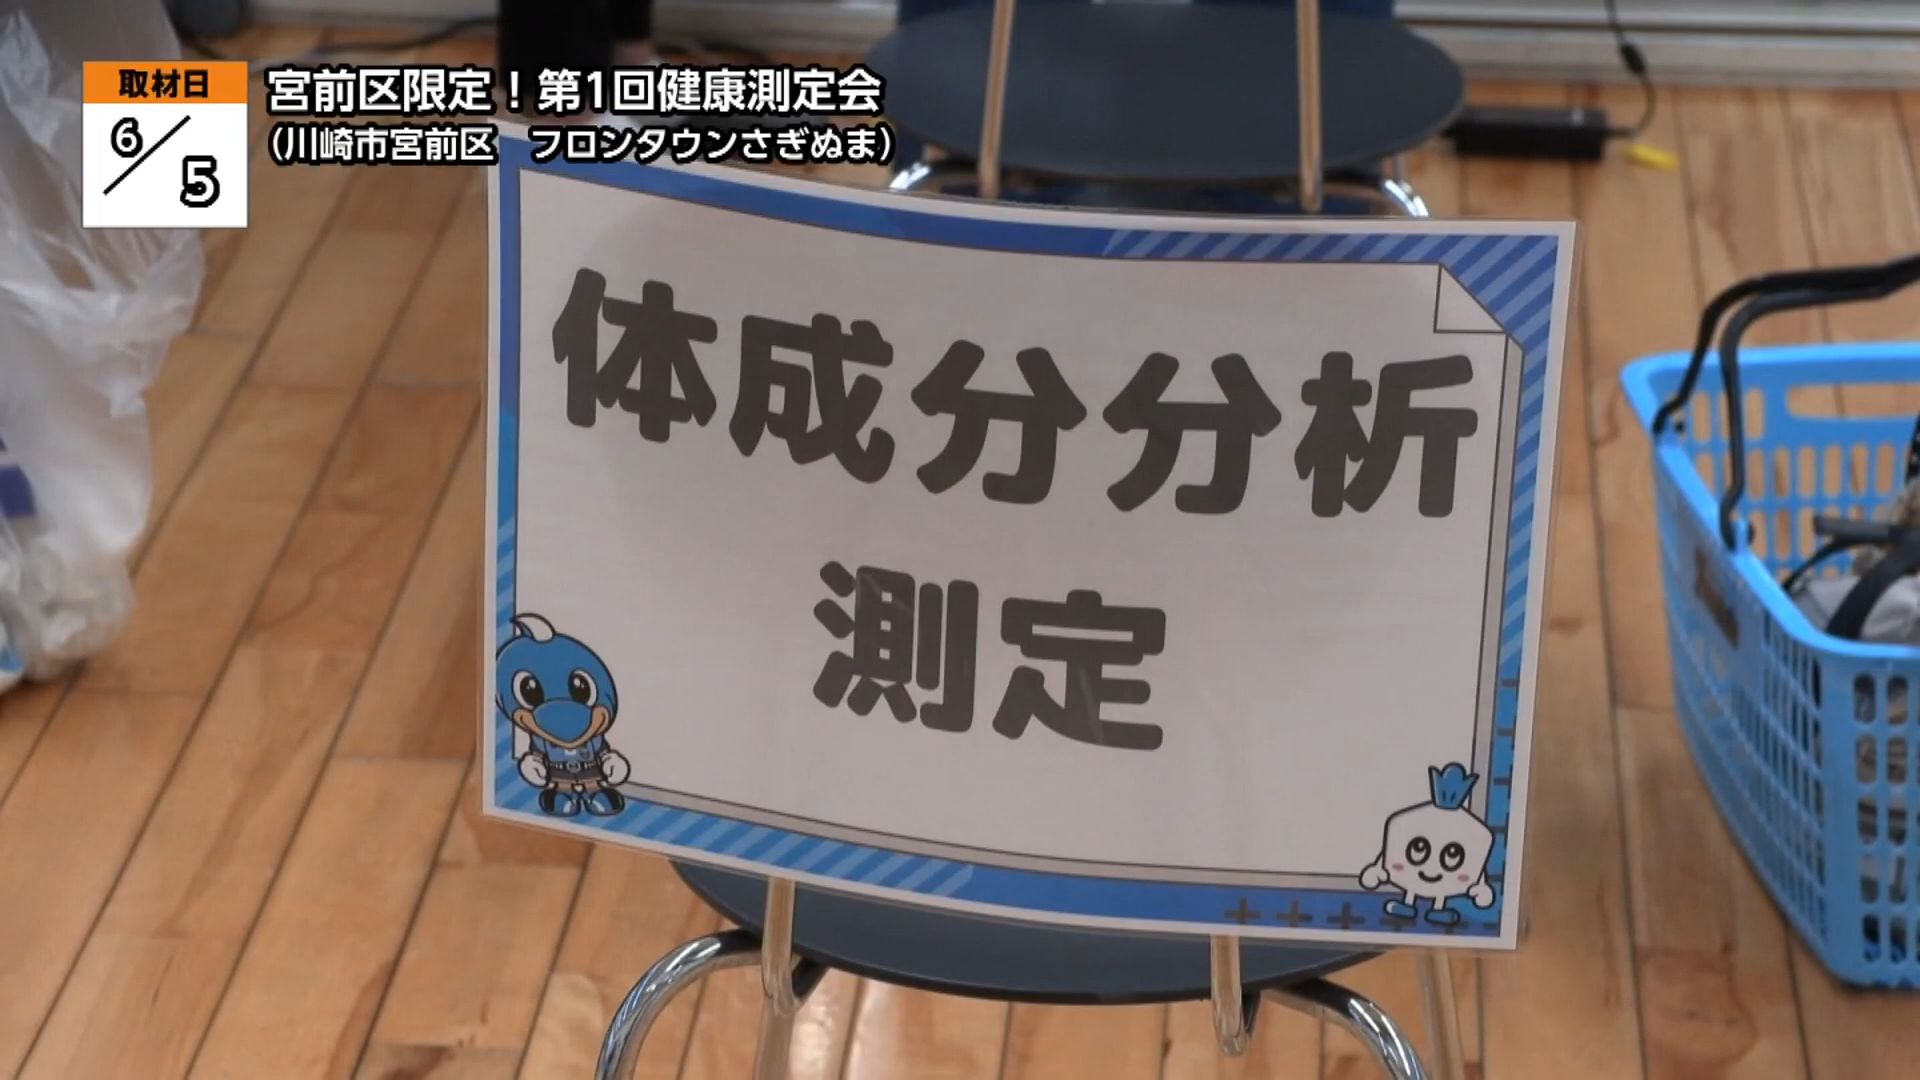 取材日
6/5
宮前区限定！第1回健康測定会
（川崎市宮前区　フロンタウンさぎぬま）
体成分分析
測定